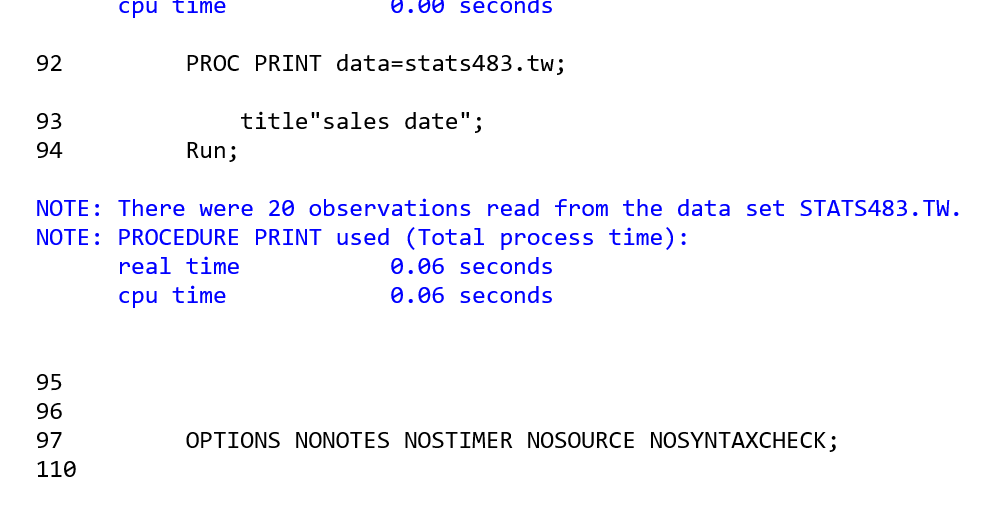 cpu time 0.00 seconds
92 PROC PRINT data=stats483.tw;
93 title"sales date";
94 Run;
NOTE: There were 20 observations read from the data set STATS483.TW.
NOTE: PROCEDURE PRINT used (Total process time):
real time 0.06 seconds
cpu time 0.06 seconds
95
96
97 OPTIONS NONOTES NOSTIMER NOSOURCE NOSYNTAXCHECK;
110